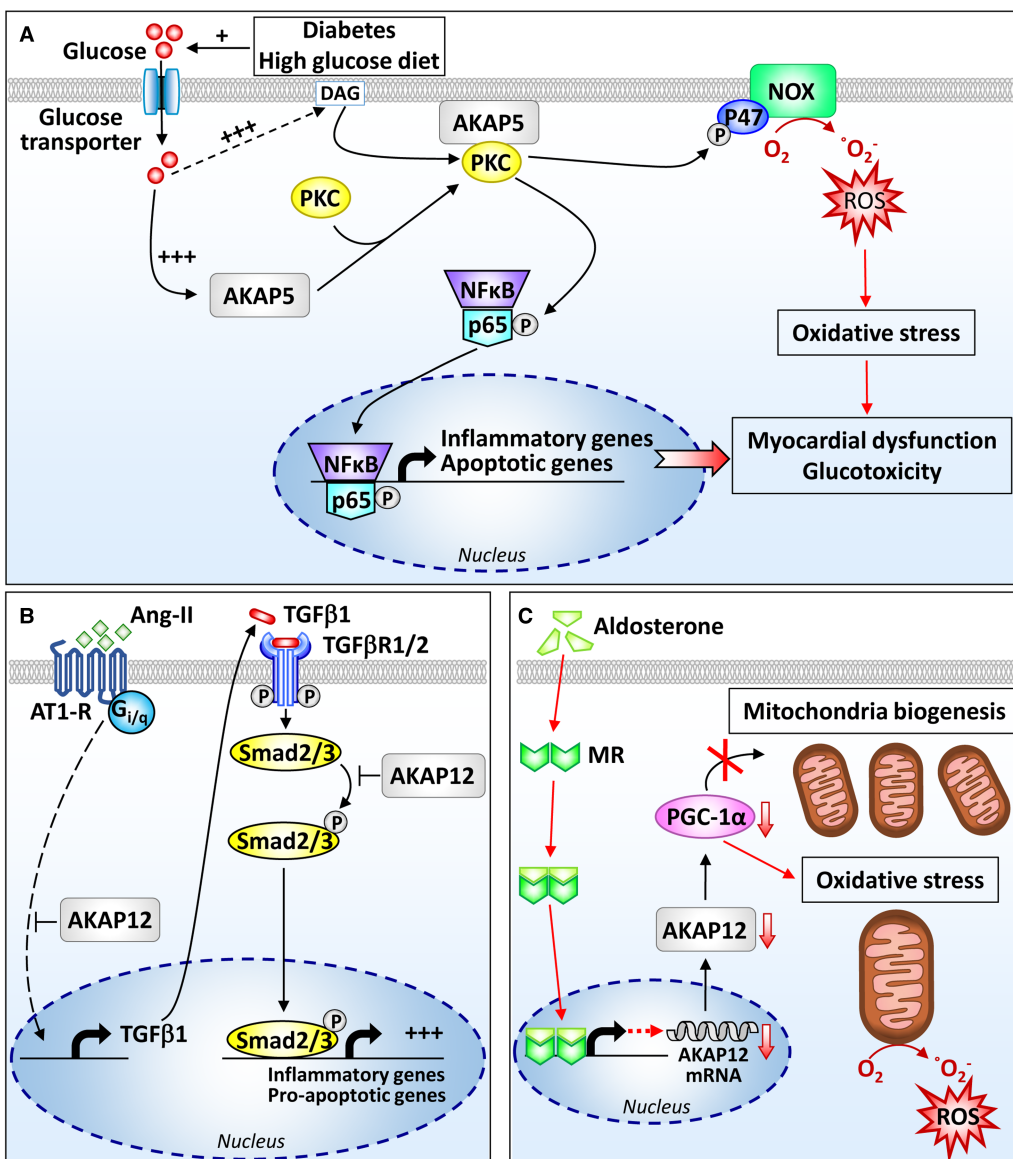 A
Glucose
+
Diabetes
High glucose diet
Glucose
transporter
+++
DAG
AKAP5
PKC
NOX
P47
P
O2
°O2-
ROS
PKC
+++
AKAP5
NFκB
p65
P
Oxidative stress
NFκB
p65
P
Inflammatory genes
Apoptotic genes
Myocardial dysfunction
Glucotoxicity
Nucleus
B
Ang-II
AT1-R
Gi/q
TGFβ1
TGFβR1/2
P
P
Smad2/3
AKAP12
P
Smad2/3
AKAP12
TGFβ1
P
Smad2/3
+++
Inflammatory genes
Pro-apoptotic genes
Nucleus
C
Aldosterone
MR
Mitochondria biogenesis
PGC-1α
Oxidative stress
AKAP12
AKAP12
mRNA
Nucleus
O2
°O2-
ROS